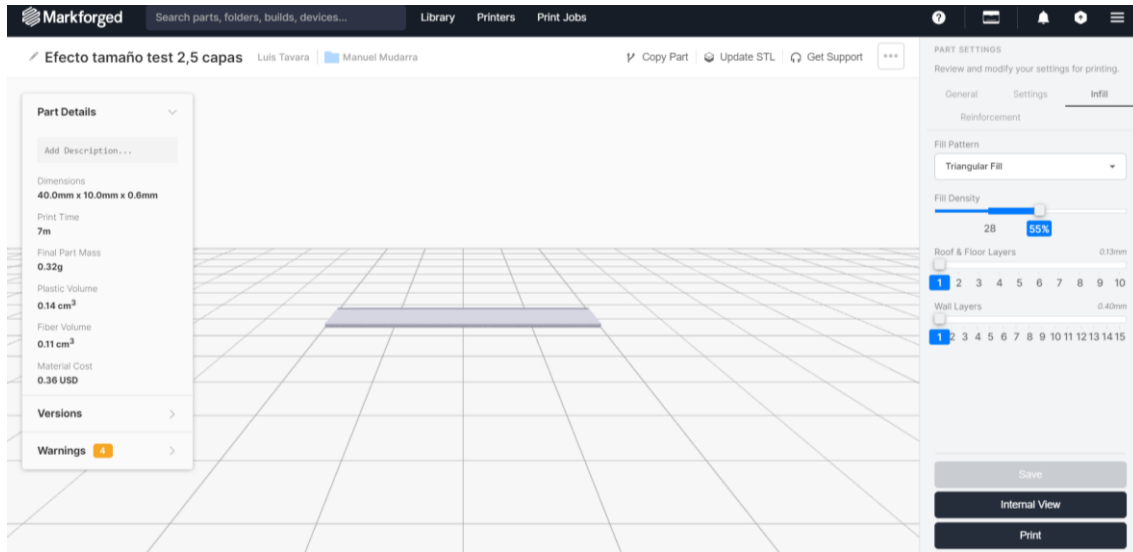 Markforged Search parts, folders, builds, devices... Library Printers Print Jobs
Efecto tamaño test 2,5 capas Luis Tavara Manuel Mudarra Copy Part Update STL Get Support
Part Details
Add Description...
Dimensions
40.0mm x 10.0mm x 0.6mm
Print Time
7m
Final Part Mass
0.32g
Plastic Volume
0.14 cm³
Fiber Volume
0.11 cm³
Material Cost
0.36 USD
Versions
Warnings 4
PART SETTINGS
Review and modify your settings for printing.
General Settings Infill
Reinforcement
Fill Pattern
Triangular Fill
Fill Density
28 55%
Roof & Floor Layers 0.13mm
1 2 3 4 5 6 7 8 9 10
Wall Layers 0.40mm
1 2 3 4 5 6 7 8 9 10 11 12 13 14 15
Save
Internal View
Print